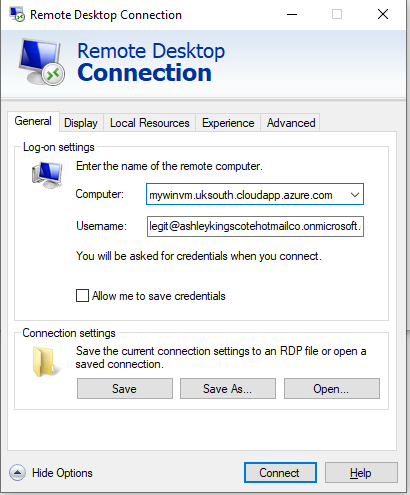 Remote Desktop Connection
Remote Desktop
Connection
General Display Local Resources Experience Advanced
Log-on settings
Enter the name of the remote computer.
Computer: mywinvm.uksouth.cloudapp.azure.com
Username: legit@ashleykingscotehotmailco.onmicrosoft.
You will be asked for credentials when you connect.
Allow me to save credentials
Connection settings
Save the current connection settings to an RDP file or open a
saved connection.
Save Save As... Open...
Hide Options Connect Help